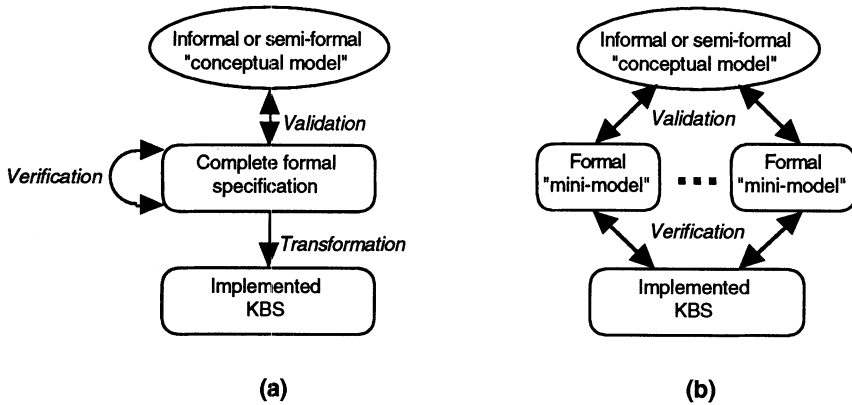 Informal or semi-formal
"conceptual model"
Validation
Verification
Complete formal
specification
Transformation
Implemented
KBS
(a)
Informal or semi-formal
"conceptual model"
Validation
Formal
"mini-model"
Formal
"mini-model"
Verification
Implemented
KBS
(b)